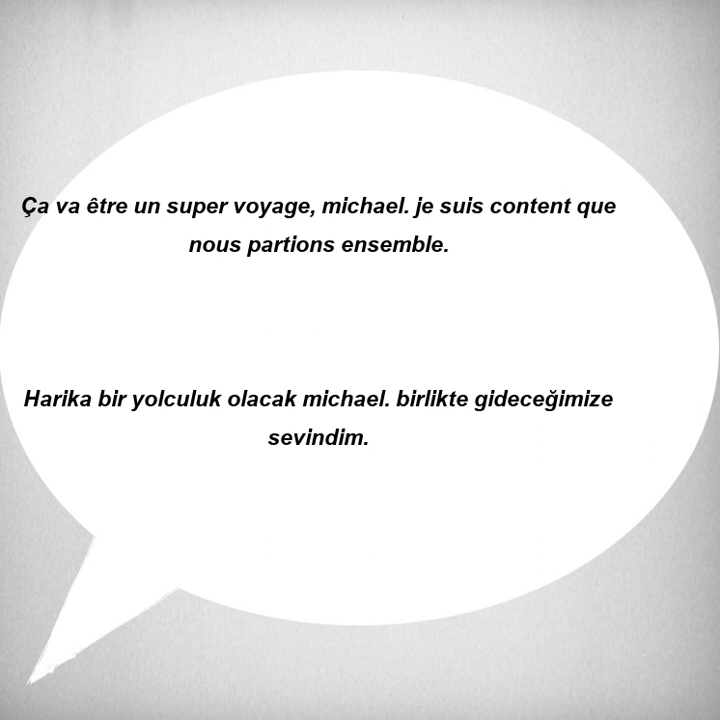 Ça va être un super voyage, michael. je suis content que
nous partions ensemble.
Harika bir yolculuk olacak michael. birlikte gideceğimize
sevindim.